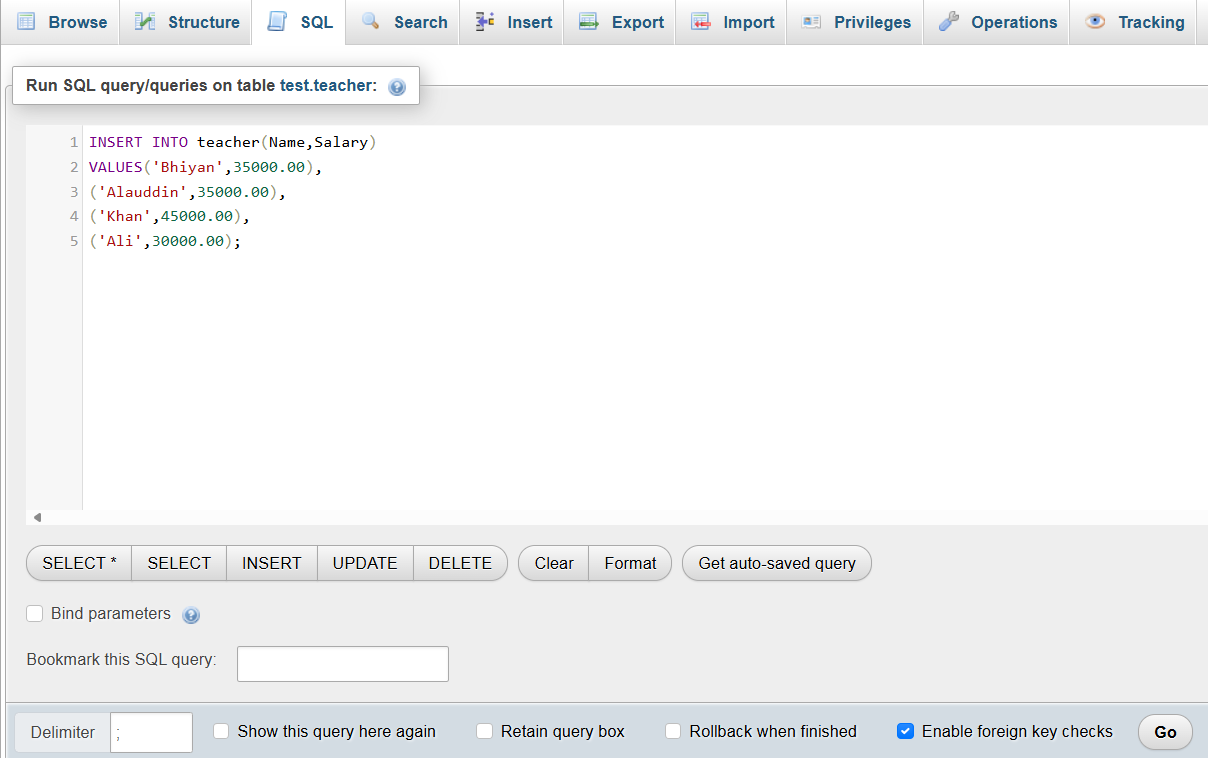 Browse Structure SQL Search Insert Export Import Privileges Operations Tracking
Run SQL query/queries on table test.teacher:
1 INSERT INTO teacher(Name,Salary)
2 VALUES('Bhiyan',35000.00),
3 ('Alauddin',35000.00),
4 ('Khan',45000.00),
5 ('Ali',30000.00);
SELECT * SELECT INSERT UPDATE DELETE Clear Format Get auto-saved query
Bind parameters
Bookmark this SQL query:
Delimiter ; Show this query here again Retain query box Rollback when finished Enable foreign key checks Go